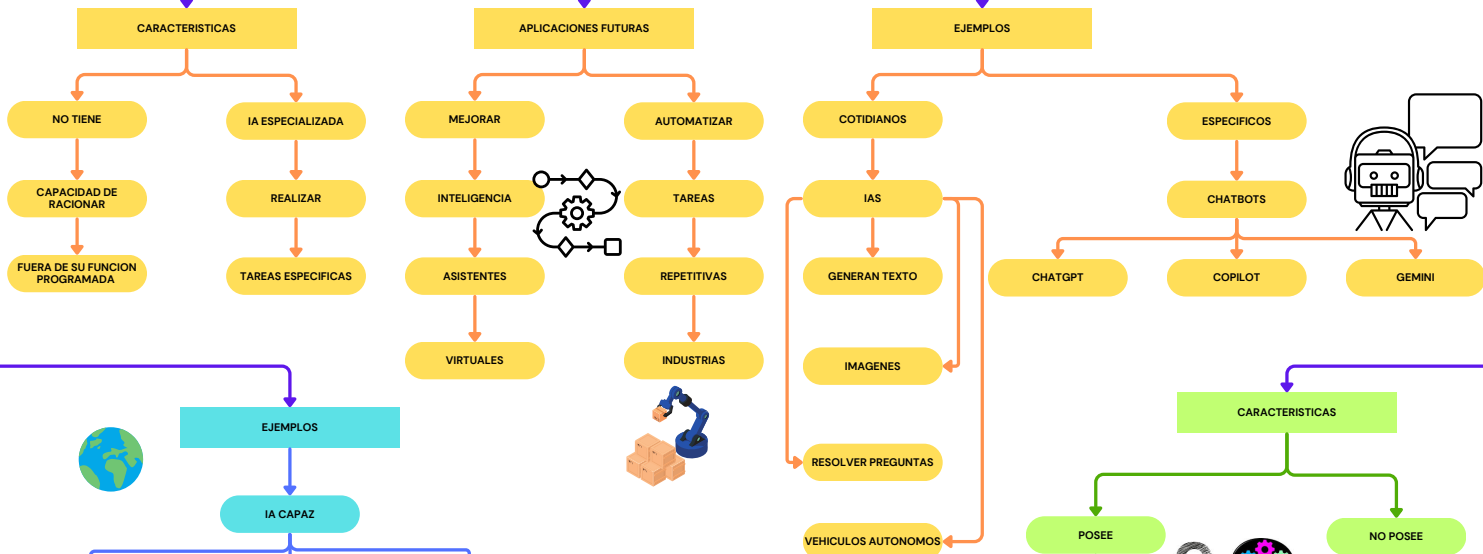 CARACTERISTICAS
APLICACIONES FUTURAS
EJEMPLOS
NO TIENE
IA ESPECIALIZADA
MEJORAR
AUTOMATIZAR
COTIDIANOS
ESPECIFICOS
CAPACIDAD DE
RACIONAR
REALIZAR
INTELIGENCIA
TAREAS
IAS
CHATBOTS
FUERA DE SU FUNCION
PROGRAMADA
TAREAS ESPECIFICAS
ASISTENTES
REPETITIVAS
GENERAN TEXTO
CHATGPT
COPILOT
GEMINI
VIRTUALES
INDUSTRIAS
IMAGENES
EJEMPLOS
CARACTERISTICAS
RESOLVER PREGUNTAS
IA CAPAZ
VEHICULOS AUTONOMOS
POSEE
NO POSEE